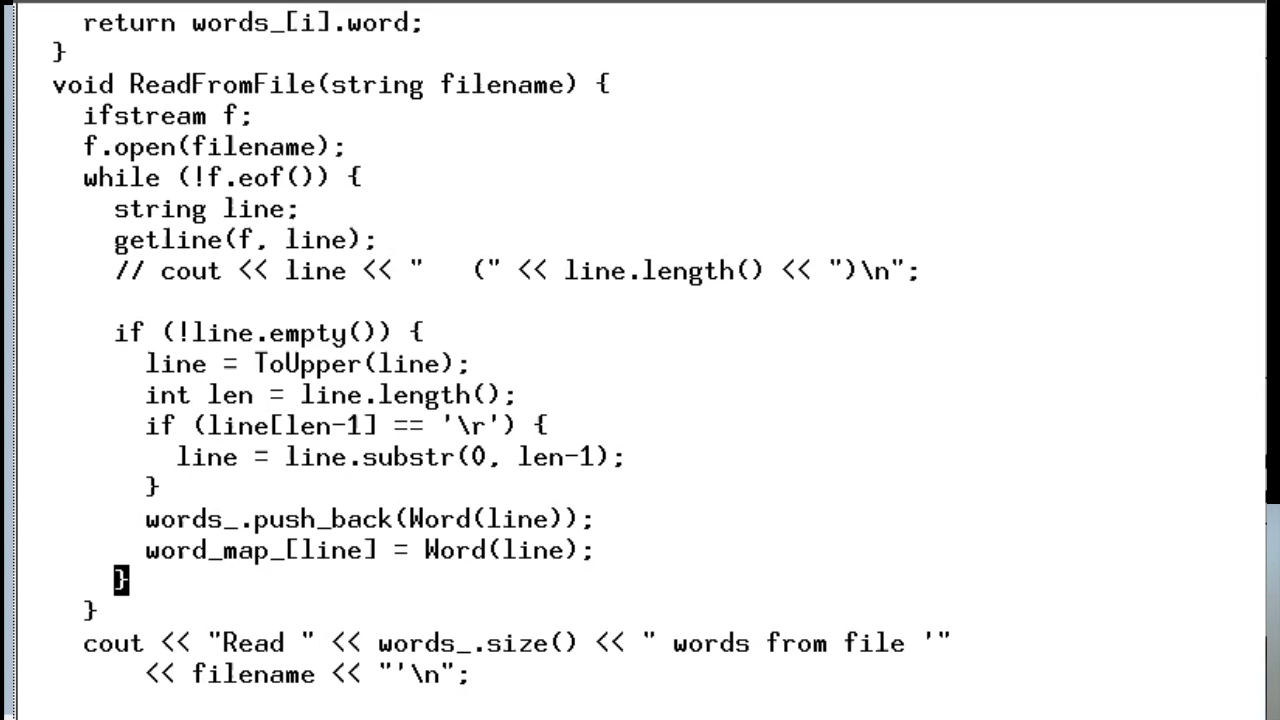 return words_[i].word;
}
void ReadFromFile(string filename) {
ifstream f;
f.open(filename);
while (!f.eof()) {
string line;
getline(f, line);
// cout << line << "   (" << line.length() << ")\n";
if (!line.empty()) {
line = ToUpper(line);
int len = line.length();
if (line[len-1] == '\r') {
line = line.substr(0, len-1);
}
words_.push_back(Word(line));
word_map_[line] = Word(line);
}
}
cout << "Read " << words_.size() << " words from file '"
<< filename << "'\n";